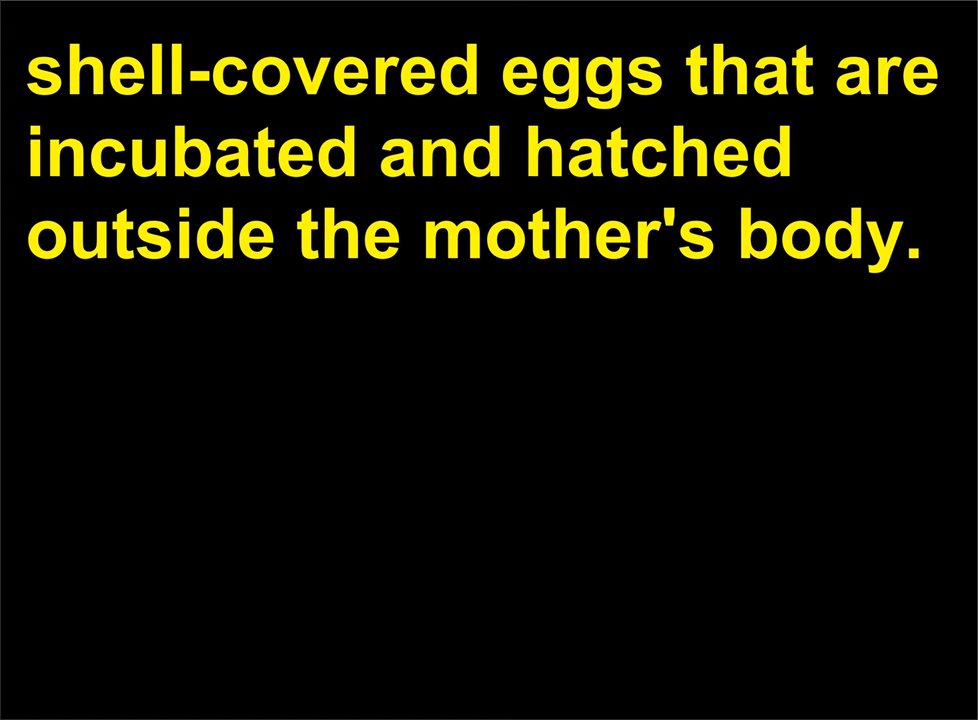 shell-covered eggs that are
incubated and hatched
outside the mother's body.